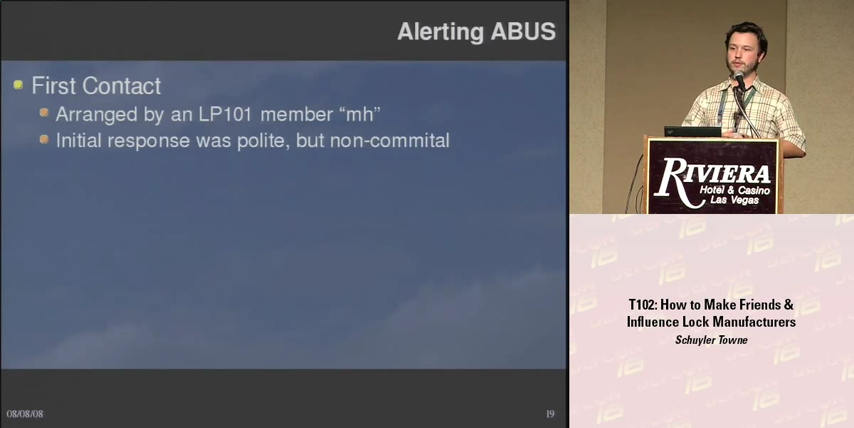 Alerting ABUS
First Contact
Arranged by an LP101 member “mh”
Initial response was polite, but non-commital
08/08/08
19
RIVIERA
Hotel & Casino
Las Vegas
T102: How to Make Friends &
Influence Lock Manufacturers
Schuyler Towne